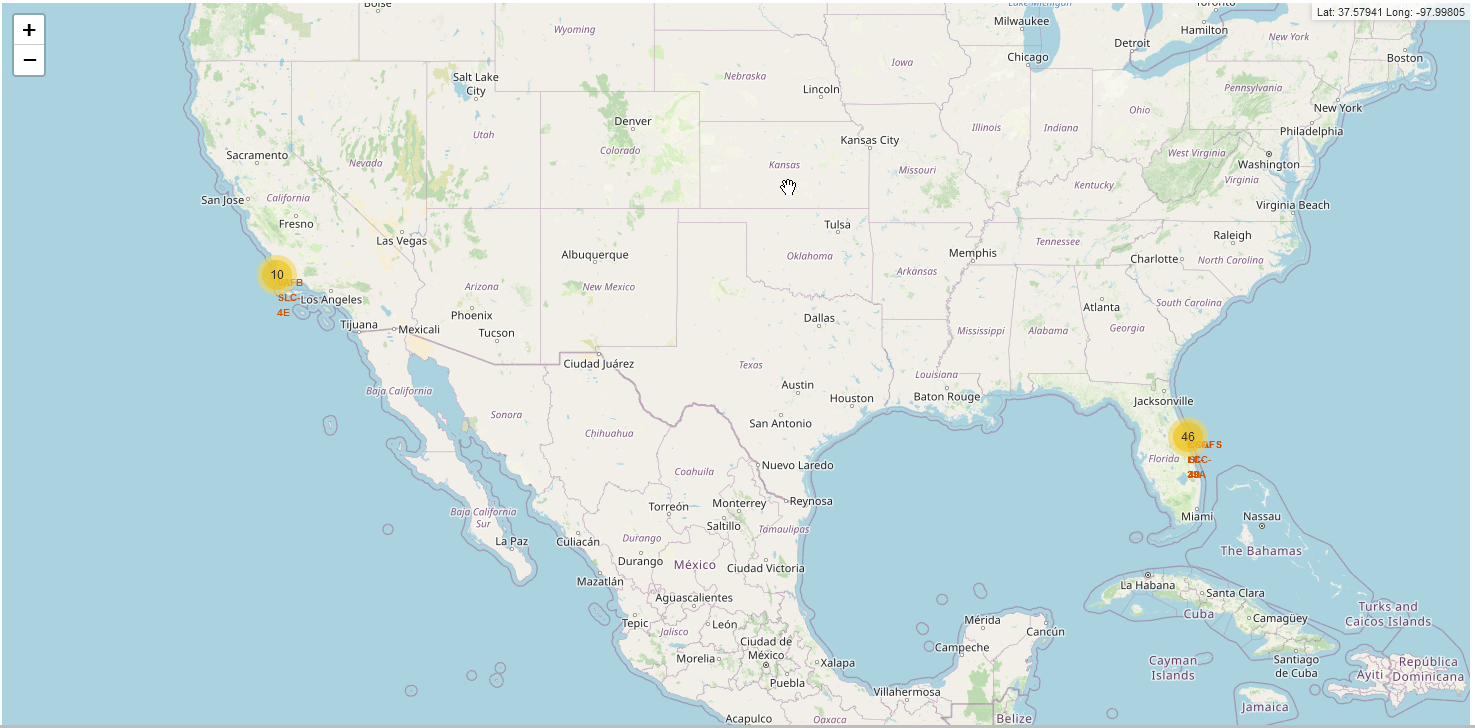 Boise
Lake Michigan
Toronto
Lat: 37.57941 Long: -97.99805
+
−
Wyoming
Milwaukee
Hamilton
New York
Detroit
Chicago
Boston
Iowa
Nebraska
Salt Lake
City
Lincoln
Pennsylvania
New York
Ohio
Denver
Utah
Colorado
Kansas City
Illinois
Indiana
Philadelphia
Sacramento
Nevada
Kansas
Missouri
West Virginia
Washington
Virginia
Kentucky
San Jose
California
Fresno
Virginia Beach
Las Vegas
Tulsa
Raleigh
Tennessee
Memphis
Albuquerque
Oklahoma
Charlotte
North Carolina
10
AFB
SLC-
4E
Los Angeles
Arizona
New Mexico
Arkansas
South Carolina
Atlanta
Phoenix
Dallas
Tijuana
Mexicali
Tucson
Mississippi
Alabama
Georgia
Ciudad Juárez
Texas
Louisiana
Austin
Baja California
Houston
Baton Rouge
Jacksonville
Sonora
San Antonio
Chihuahua
46
AFS
Florida
Nuevo Laredo
Coahuila
Monterrey
Reynosa
Torreón
Baja California
Sur
Saltillo
Tamaulipas
Miami
Nassau
La Paz
Culiacán
Durango
The Bahamas
Durango
México
Ciudad Victoria
Mazatlán
La Habana
Santa Clara
Aguascalientes
Cuba
Camagüey
Turks and
Caicos Islands
Tepic
León
Mérida
Jalisco
Cancún
Ciudad de
México
Campeche
Morelia
Xalapa
Cayman
Islands
Santiago
de Cuba
República
Dominicana
Ayiti
Puebla
Villahermosa
Jamaica
Acapulco
Oaxaca
Belize